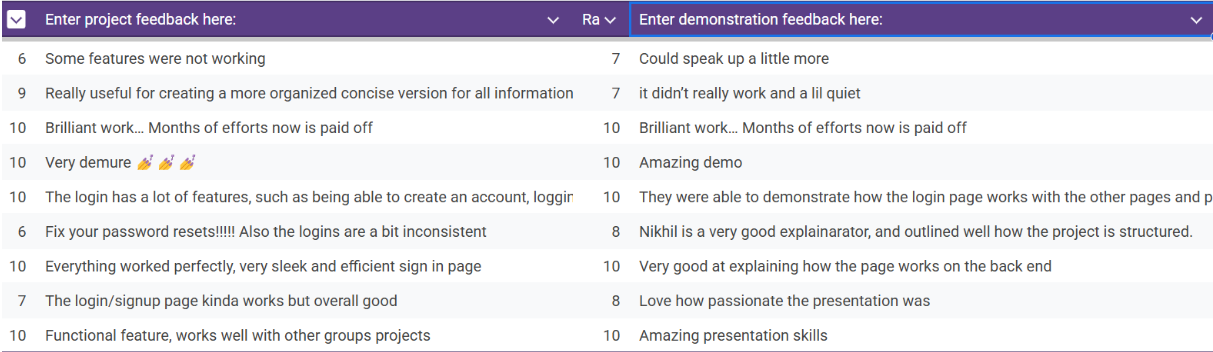 Enter project feedback here: Ra Enter demonstration feedback here:
6 Some features were not working 7 Could speak up a little more
9 Really useful for creating a more organized concise version for all information 7 it didn’t really work and a lil quiet
10 Brilliant work... Months of efforts now is paid off 10 Brilliant work... Months of efforts now is paid off
10 Very demure 💅 💅 💅 10 Amazing demo
10 The login has a lot of features, such as being able to create an account, loggin 10 They were able to demonstrate how the login page works with the other pages and p
6 Fix your password resets!!!!! Also the logins are a bit inconsistent 8 Nikhil is a very good explainarator, and outlined well how the project is structured.
10 Everything worked perfectly, very sleek and efficient sign in page 10 Very good at explaining how the page works on the back end
7 The login/signup page kinda works but overall good 8 Love how passionate the presentation was
10 Functional feature, works well with other groups projects 10 Amazing presentation skills